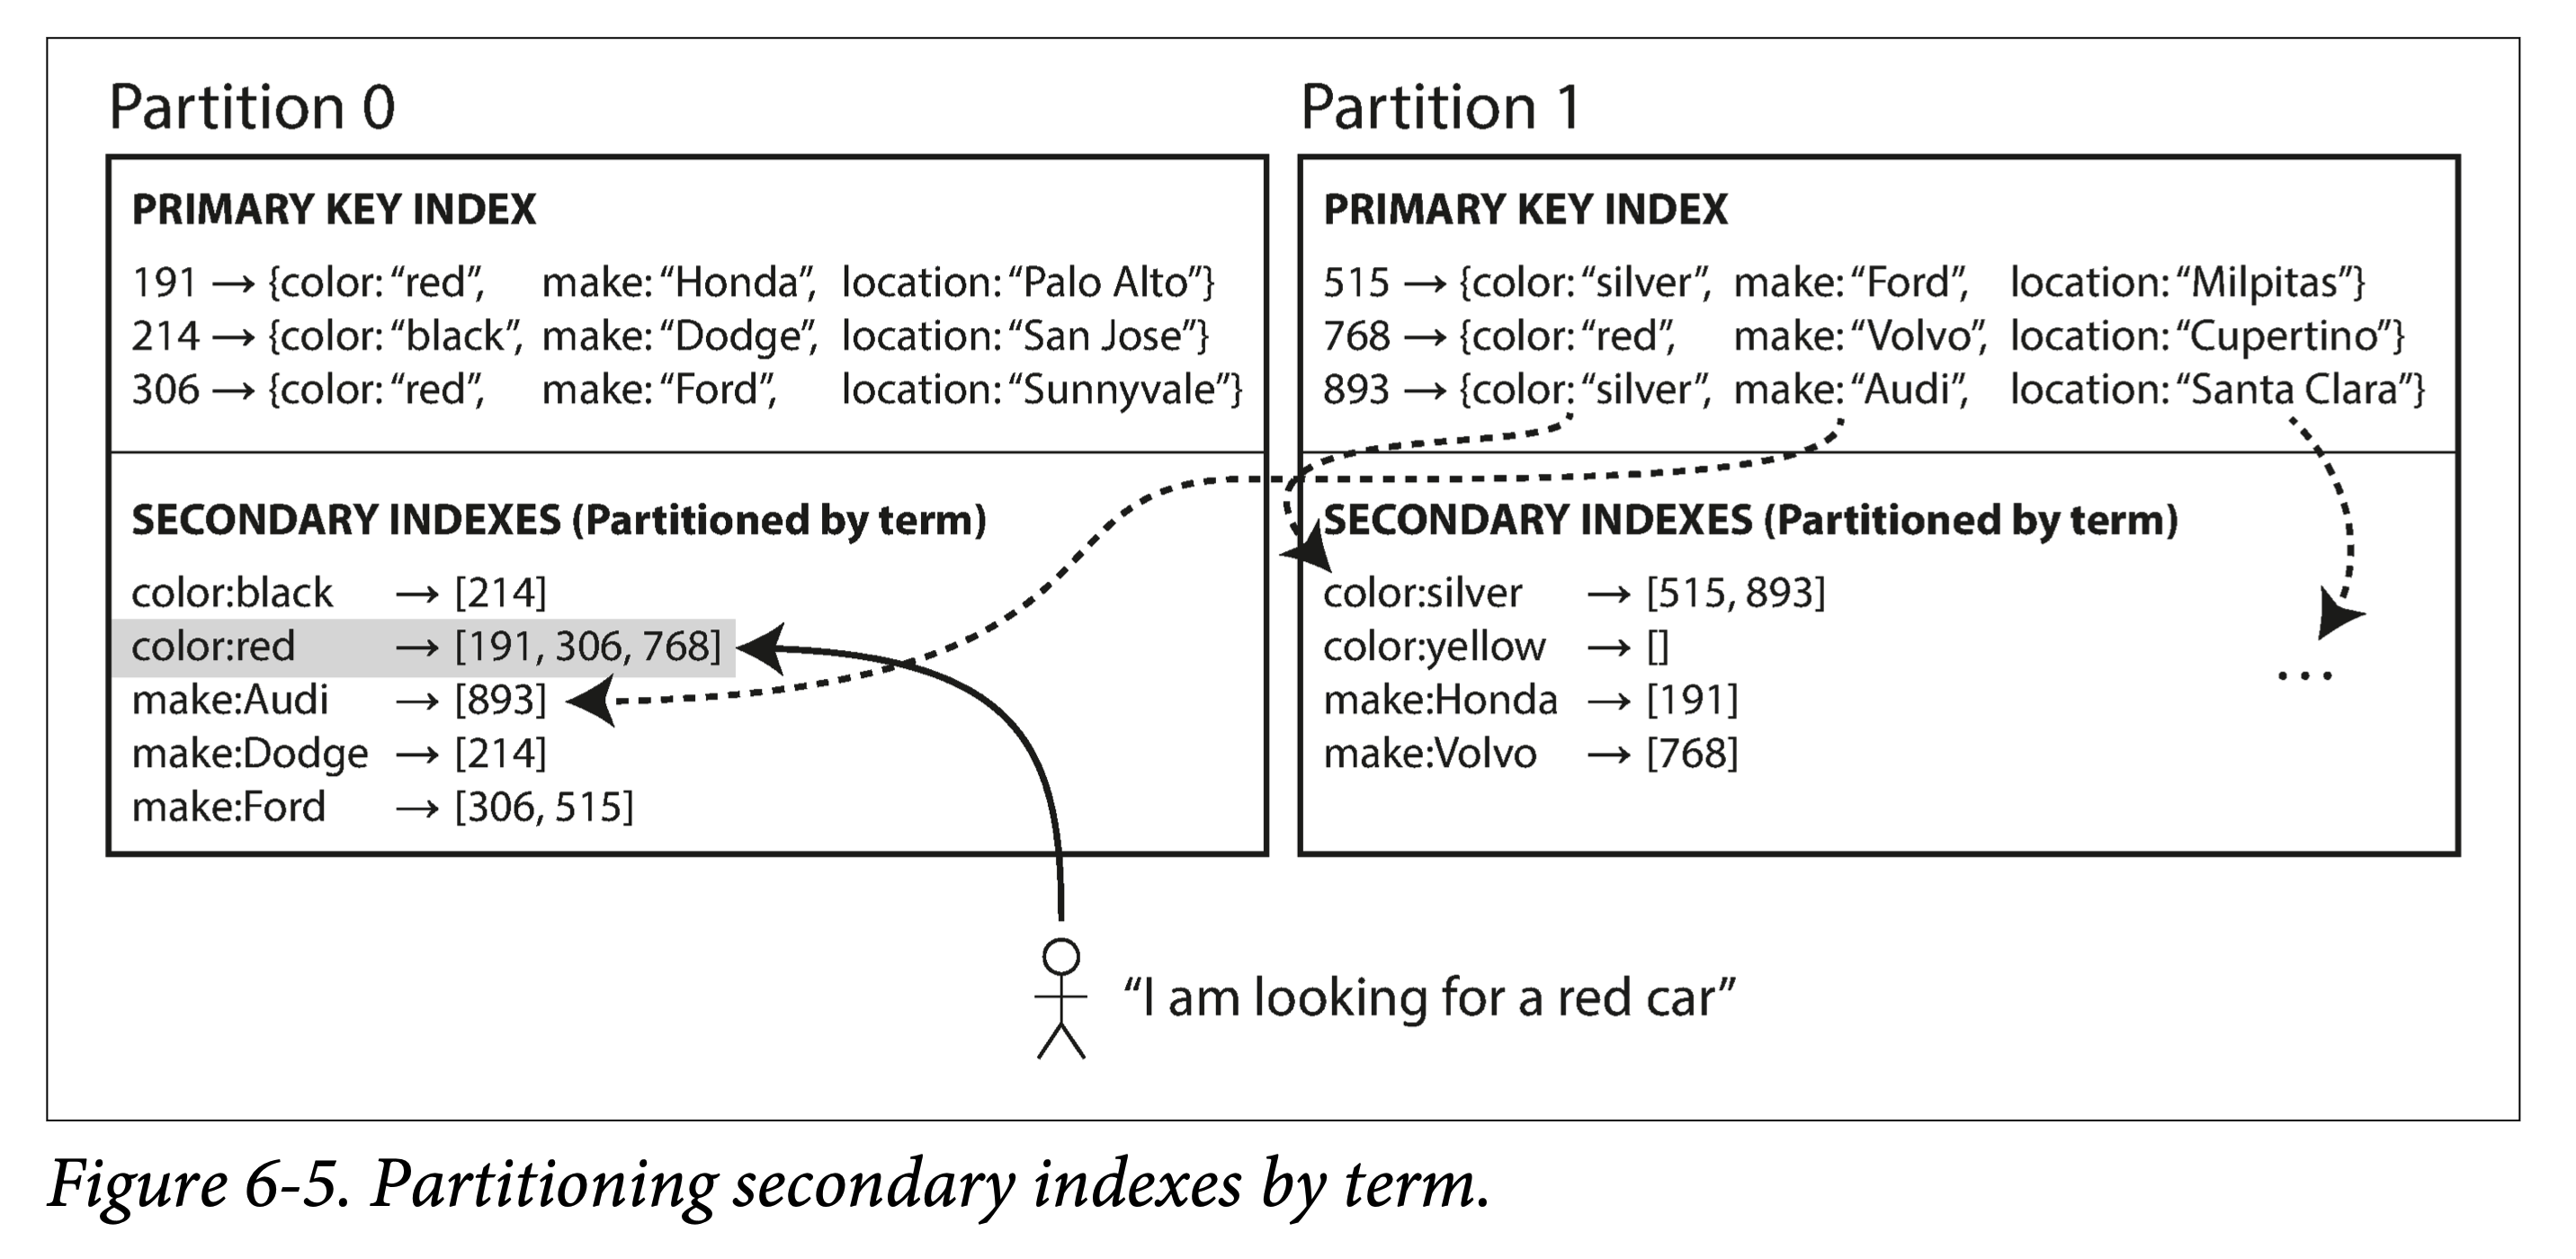 Partition 0
PRIMARY KEY INDEX
191 → {color: “red”, make: “Honda”, location: “Palo Alto”}
214 → {color: “black”, make: “Dodge”, location: “San Jose”}
306 → {color: “red”, make: “Ford”, location: “Sunnyvale”}
SECONDARY INDEXES (Partitioned by term)
color:black → [214]
color:red → [191, 306, 768]
make:Audi → [893]
make:Dodge → [214]
make:Ford → [306, 515]
Partition 1
PRIMARY KEY INDEX
515 → {color: “silver”, make: “Ford”, location: “Milpitas”}
768 → {color: “red”, make: “Volvo”, location: “Cupertino”}
893 → {color: “silver”, make: “Audi”, location: “Santa Clara”}
SECONDARY INDEXES (Partitioned by term)
color:silver → [515, 893]
color:yellow → []
make:Honda → [191]
make:Volvo → [768]
...
“I am looking for a red car”
Figure 6-5. Partitioning secondary indexes by term.